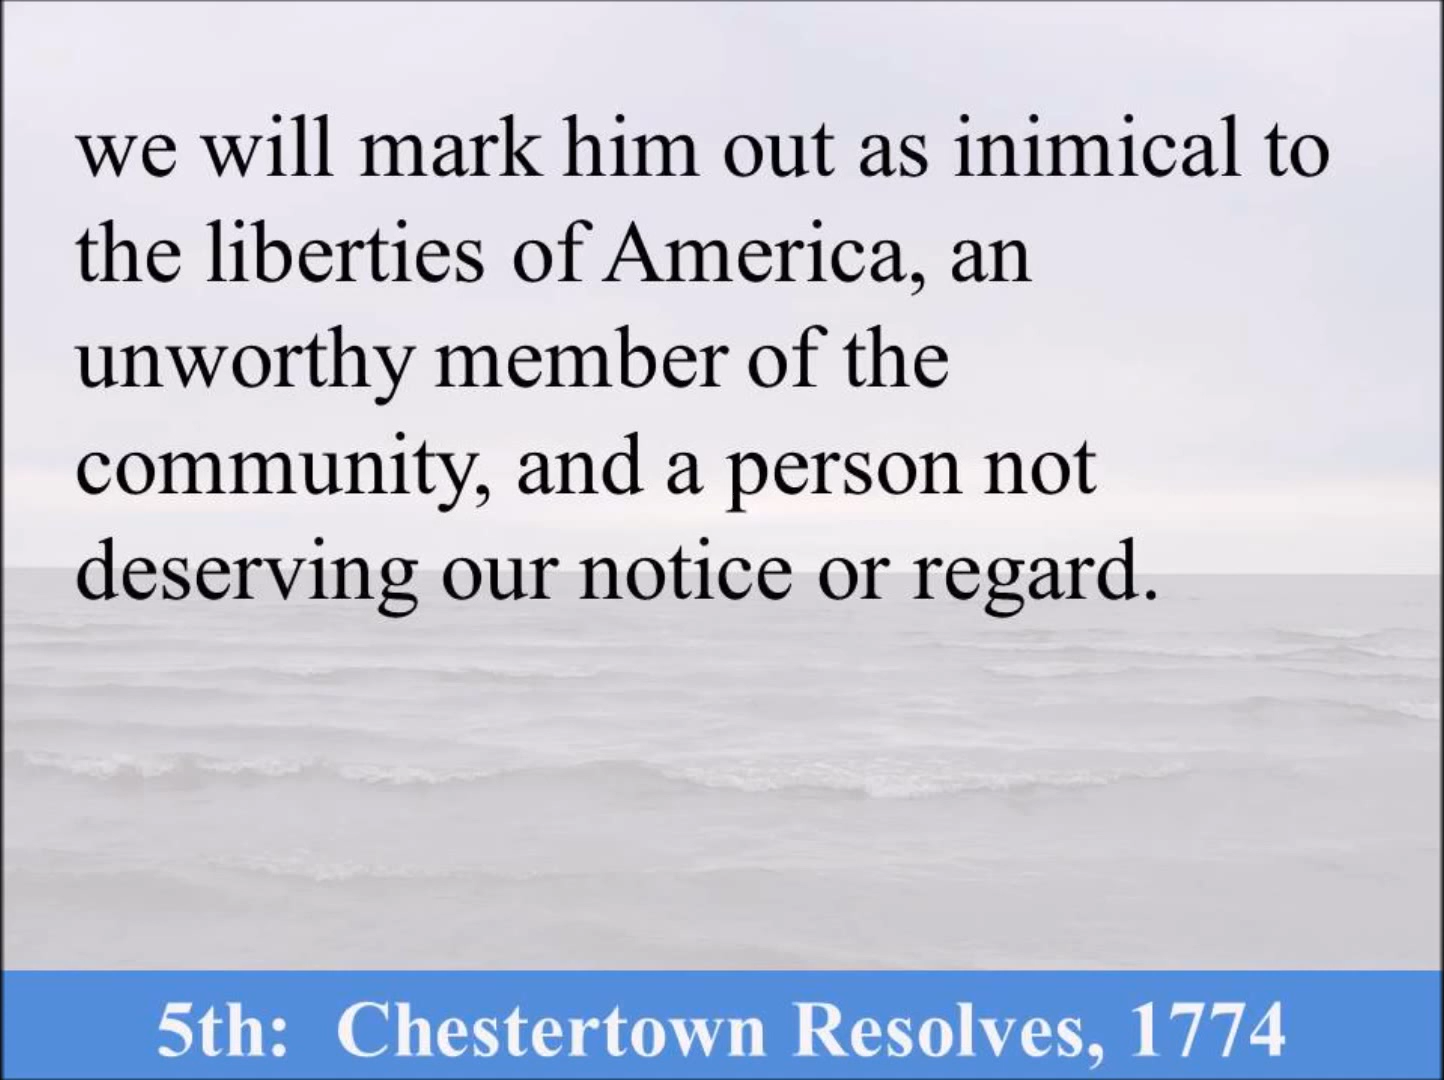 we will mark him out as inimical to
the liberties of America, an
unworthy member of the
community, and a person not
deserving our notice or regard.
5th: Chestertown Resolves, 1774